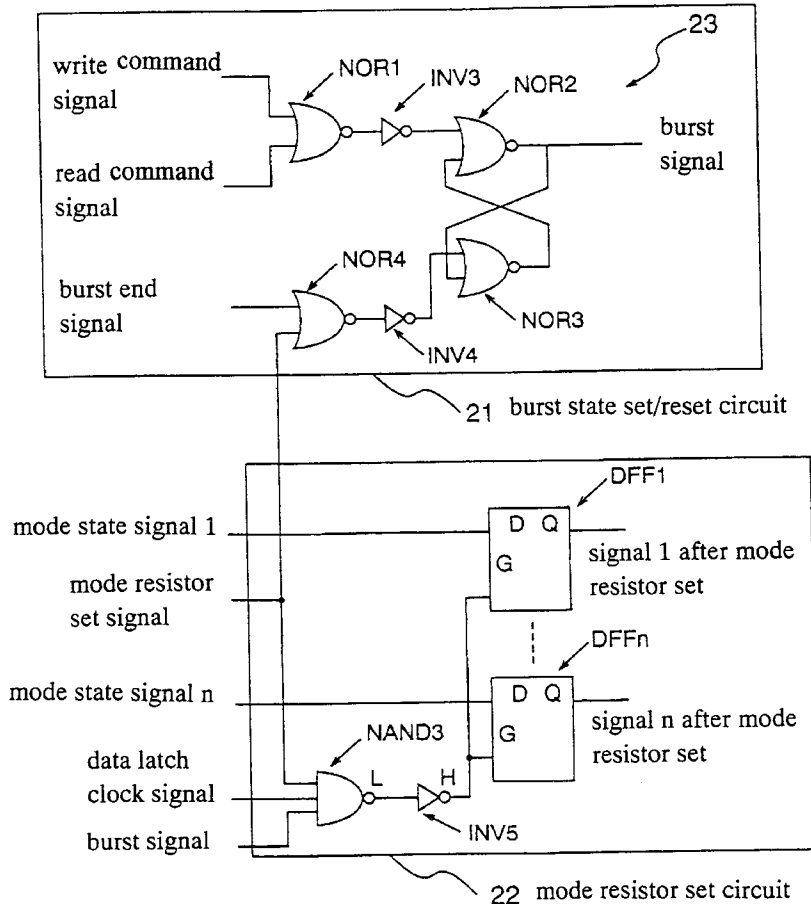 23
write command
signal
NOR1
INV3
NOR2
burst
signal
read command
signal
NOR4
burst end
signal
INV4
NOR3
21 burst state set/reset circuit
DFF1
mode state signal 1
D Q
G
signal 1 after mode
resistor set
mode resistor
set signal
DFFn
mode state signal n
D Q
G
signal n after mode
resistor set
NAND3
data latch
clock signal
L
H
burst signal
INV5
22 mode resistor set circuit